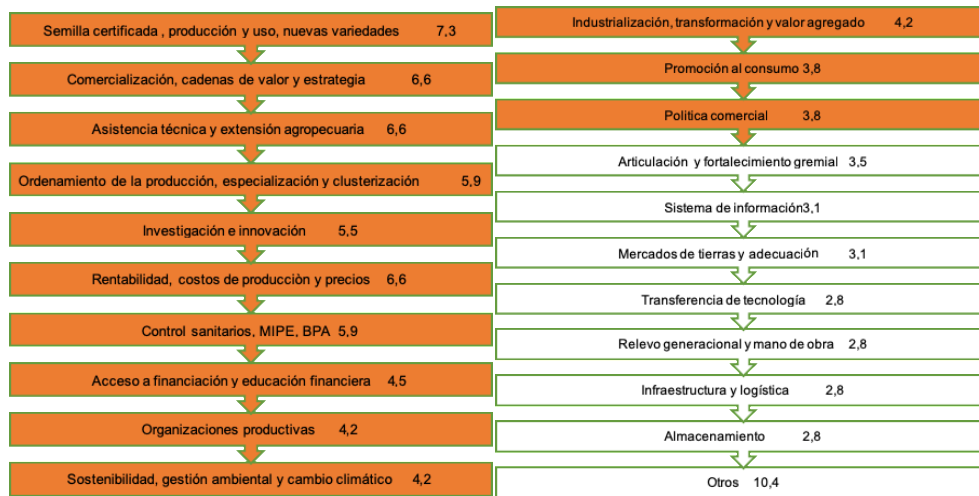 Semilla certificada , producción y uso, nuevas variedades 7,3
Comercialización, cadenas de valor y estrategia 6,6
Asistencia técnica y extensión agropecuaria 6,6
Ordenamiento de la producción, especialización y clusterización 5,9
Investigación e innovación 5,5
Rentabilidad, costos de producciòn y precios 6,6
Control sanitarios, MIPE, BPA 5,9
Acceso a financiación y educación financiera 4,5
Organizaciones productivas 4,2
Sostenibilidad, gestión ambiental y cambio climático 4,2
Industrialización, transformación y valor agregado 4,2
Promoción al consumo 3,8
Politica comercial 3,8
Articulación y fortalecimiento gremial 3,5
Sistema de información3,1
Mercados de tierras y adecuación 3,1
Transferencia de tecnología 2,8
Relevo generacional y mano de obra 2,8
Infraestructura y logística 2,8
Almacenamiento 2,8
Otros 10,4